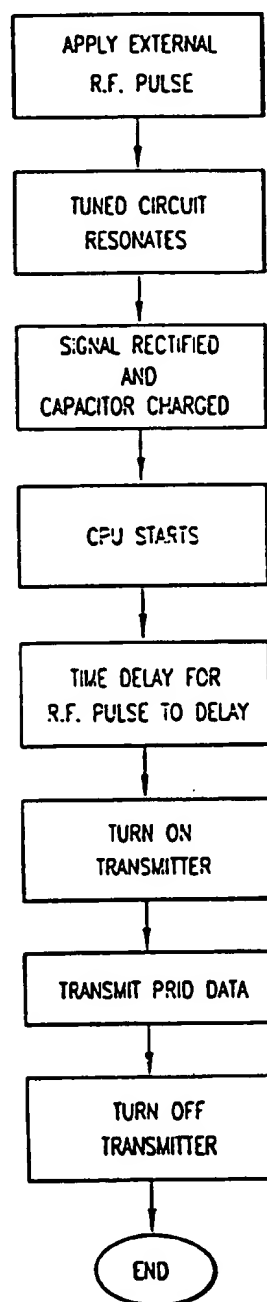 APPLY EXTERNAL
R.F. PULSE
TUNED CIRCUIT
RESONATES
SIGNAL RECTIFIED
AND
CAPACITOR CHARGED
CPU STARTS
TIME DELAY FOR
R.F. PULSE TO DELAY
TURN ON
TRANSMITTER
TRANSMIT PRID DATA
TURN OFF
TRANSMITTER
END